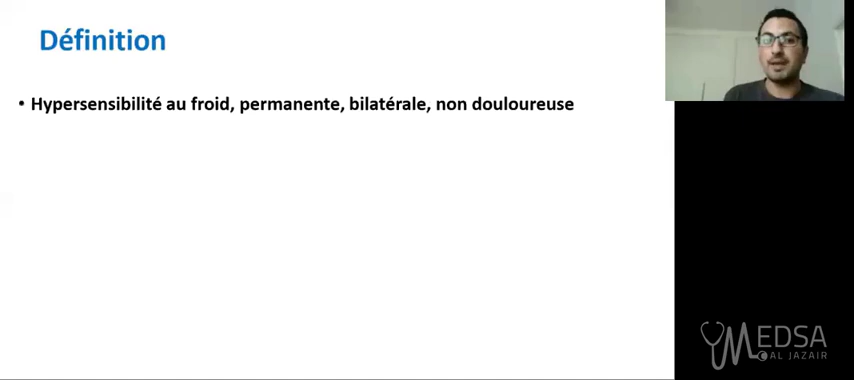 Définition
• Hypersensibilité au froid, permanente, bilatérale, non douloureuse
MEDSA
AL JAZAIR